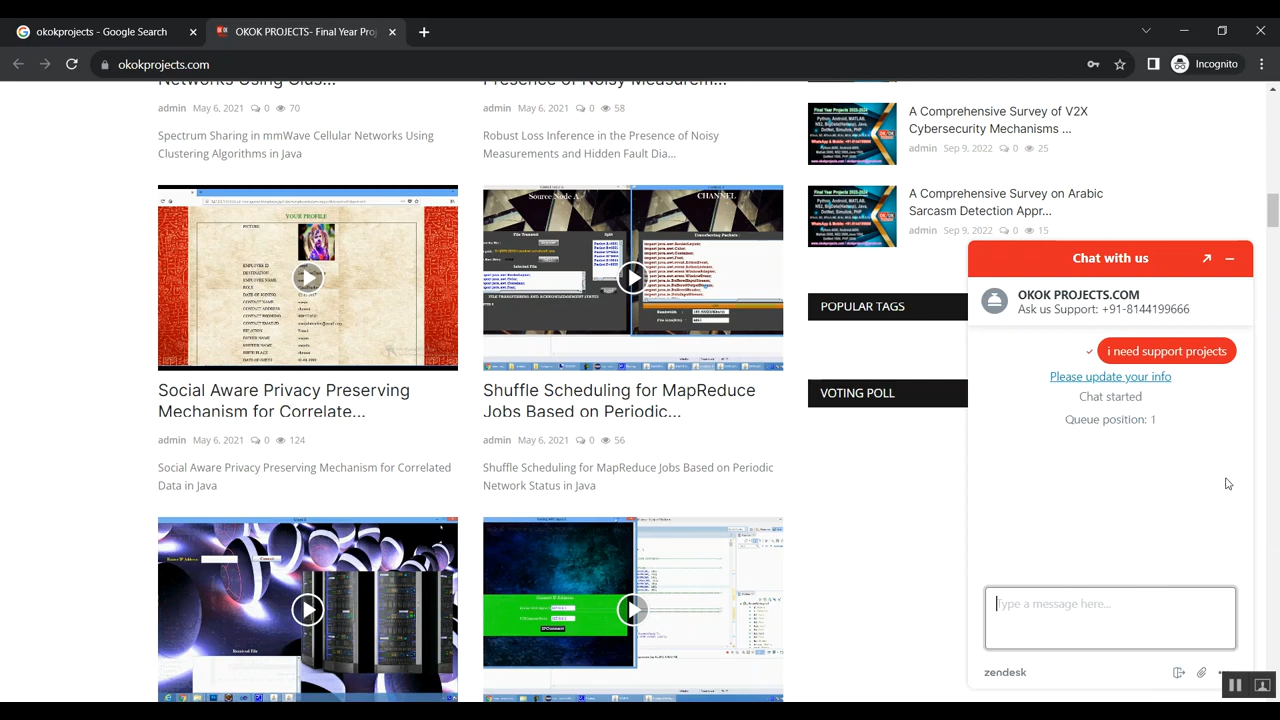 okokprojects - Google Search
OKOK PROJECTS- Final Year Proj
okokprojects.com
Incognito
Networks Using Glas...
Presence of Noisy Measurem...
admin May 6, 2021 0 70
admin May 6, 2021 0 58
Spectrum Sharing in mmWave Cellular Networks Using
Clustering Algorithms in Java
Robust Loss Inference in the Presence of Noisy
Measurements and Hidden Fault Dia...
A Comprehensive Survey of V2X
Cybersecurity Mechanisms ...
admin Sep 9, 2022 0 25
A Comprehensive Survey on Arabic
Sarcasm Detection Appr...
admin Sep 9, 2022 0 15
YOUR PROFILE
Source Node A
CHANNEL
Social Aware Privacy Preserving
Mechanism for Correlate...
admin May 6, 2021 0 124
Social Aware Privacy Preserving Mechanism for Correlated
Data in Java
Shuffle Scheduling for MapReduce
Jobs Based on Periodic...
admin May 6, 2021 0 56
Shuffle Scheduling for MapReduce Jobs Based on Periodic
Network Status in Java
POPULAR TAGS
VOTING POLL
Chat with us
OKOK PROJECTS.COM
Ask us Support +91 8144199666
i need support projects
Please update your info
Chat started
Queue position: 1
Type a message here...
zendesk